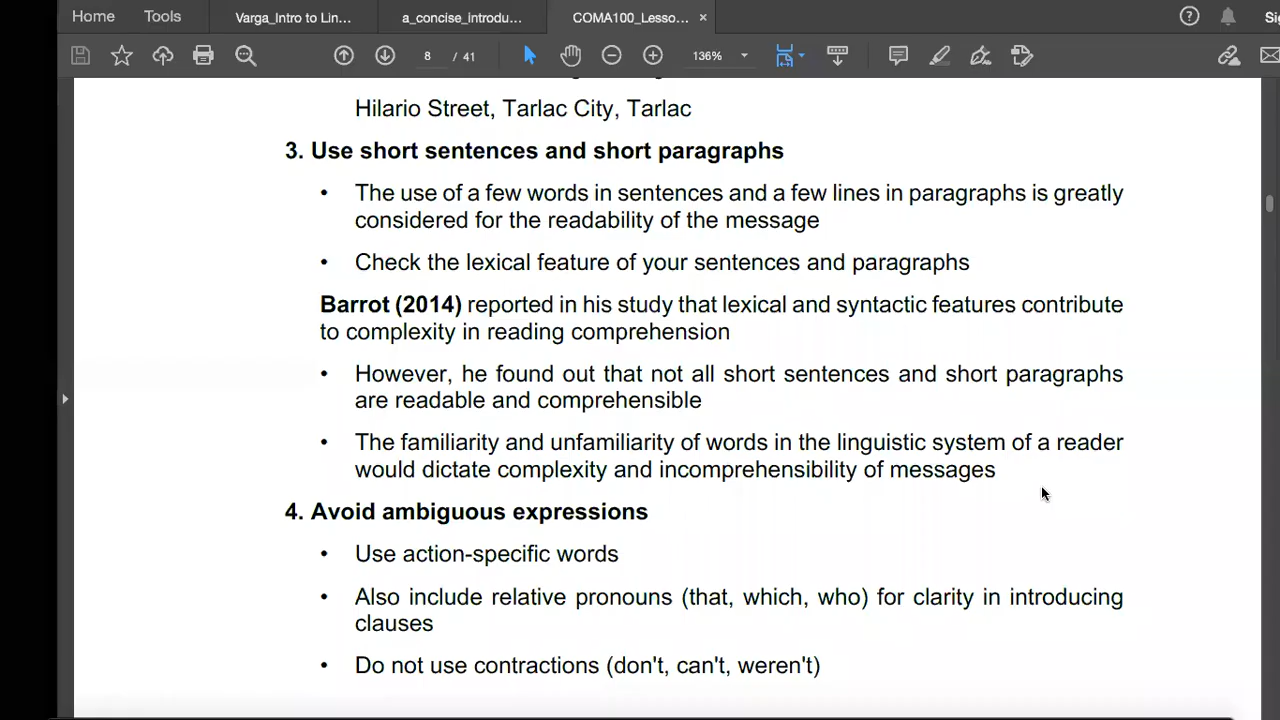 Home Tools Varga_Intro to Lin... a_concise_introdu... COMA100_Lesso... ×
8 / 41 136%
Hilario Street, Tarlac City, Tarlac
3. Use short sentences and short paragraphs
• The use of a few words in sentences and a few lines in paragraphs is greatly
considered for the readability of the message
• Check the lexical feature of your sentences and paragraphs
Barrot (2014) reported in his study that lexical and syntactic features contribute
to complexity in reading comprehension
• However, he found out that not all short sentences and short paragraphs
are readable and comprehensible
• The familiarity and unfamiliarity of words in the linguistic system of a reader
would dictate complexity and incomprehensibility of messages
4. Avoid ambiguous expressions
• Use action-specific words
• Also include relative pronouns (that, which, who) for clarity in introducing
clauses
• Do not use contractions (don't, can't, weren't)